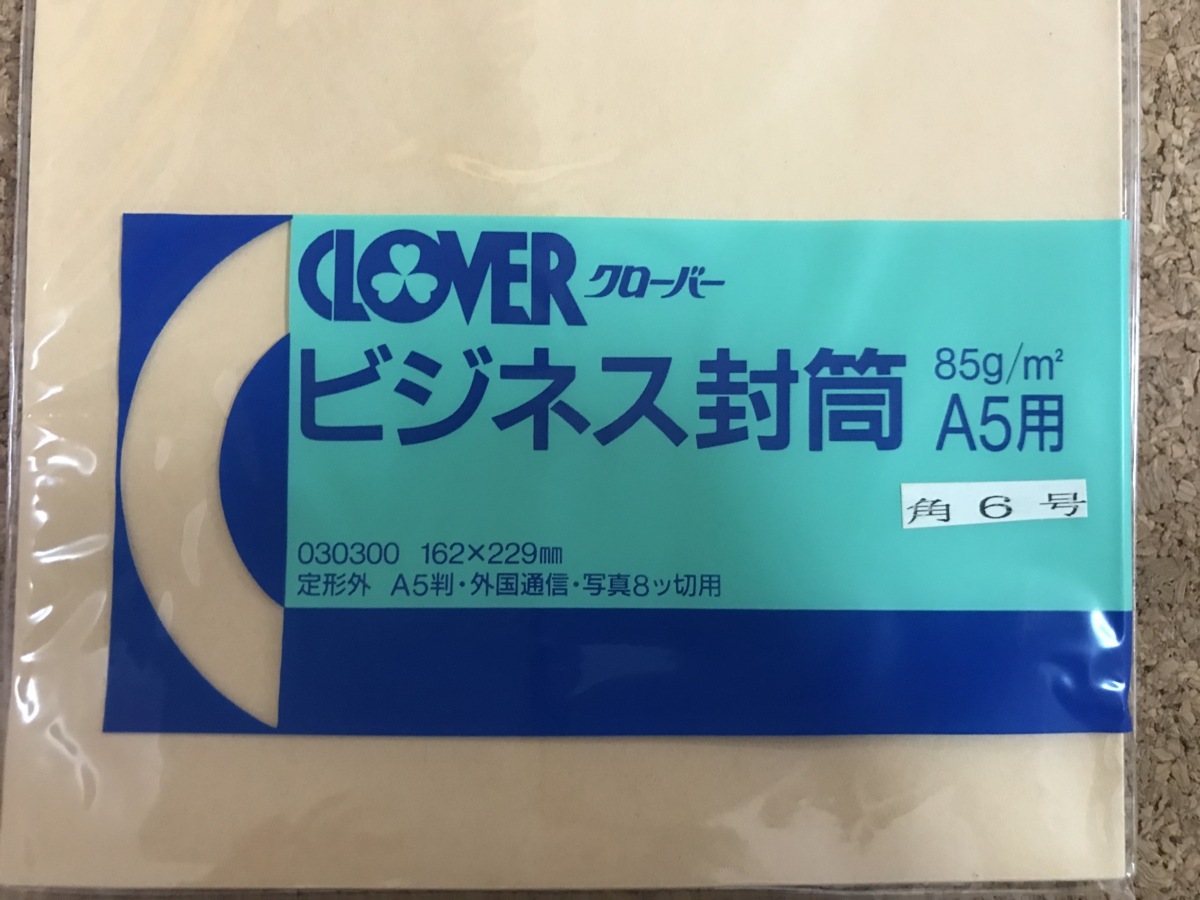 CLOVER クローバー
ビジネス封筒 85g/m²
A5用
角6号
030300 162×229㎜
定形外 A5判・外国通信・写真8ッ切用